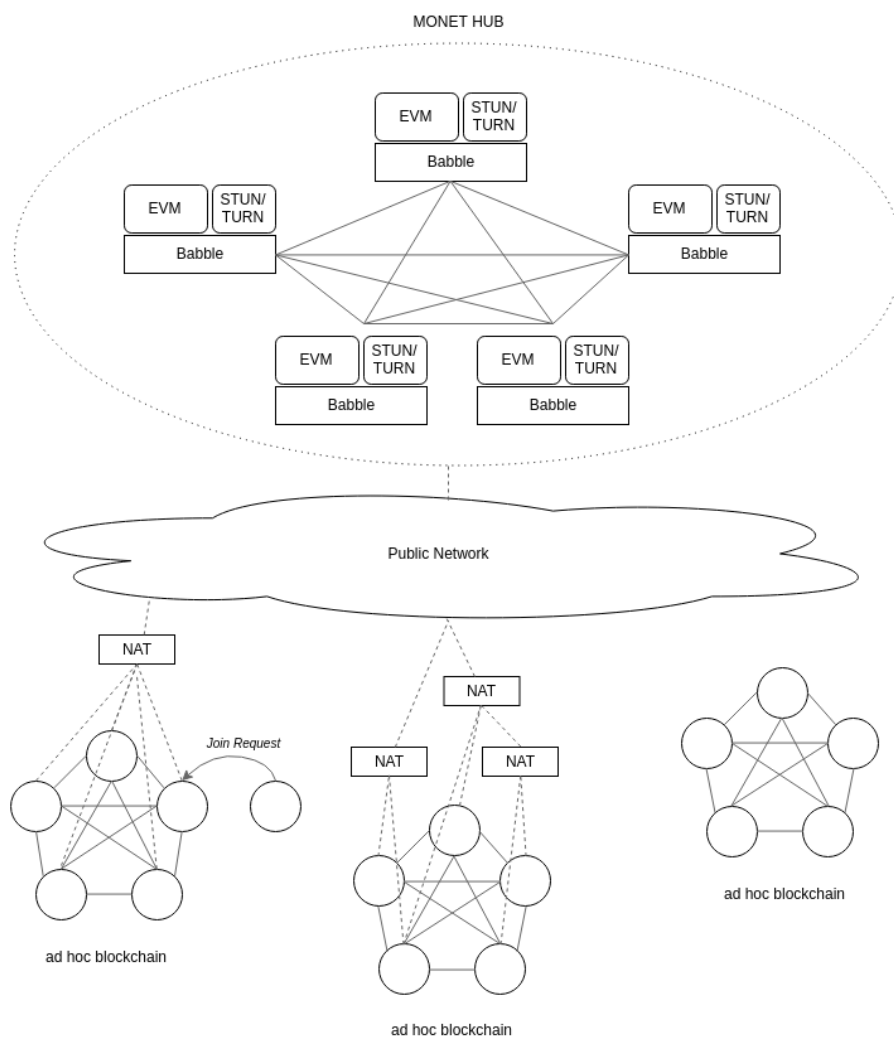 MONET HUB
EVM
STUN/
TURN
Babble
EVM
STUN/
TURN
Babble
EVM
STUN/
TURN
Babble
EVM
STUN/
TURN
Babble
EVM
STUN/
TURN
Babble
Public Network
NAT
NAT
Join Request
NAT
NAT
ad hoc blockchain
ad hoc blockchain
ad hoc blockchain